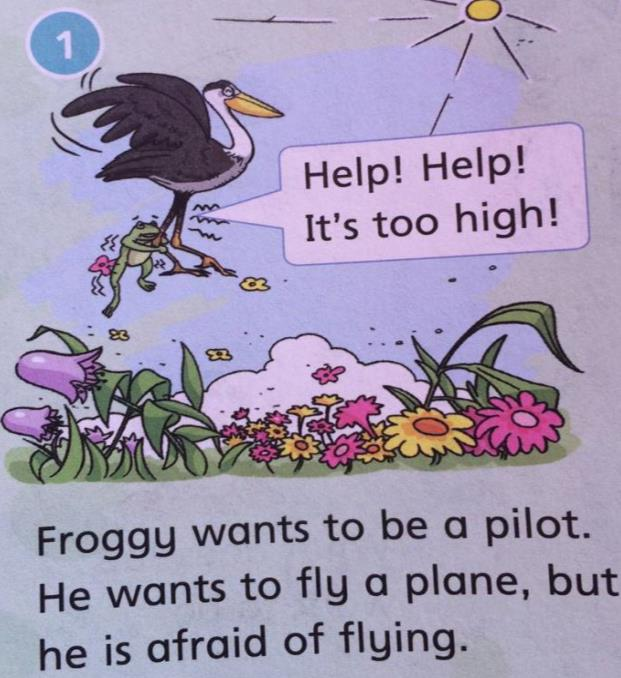 1
Help! Help!
It's too high!
Froggy wants to be a pilot.
He wants to fly a plane, but
he is afraid of flying.